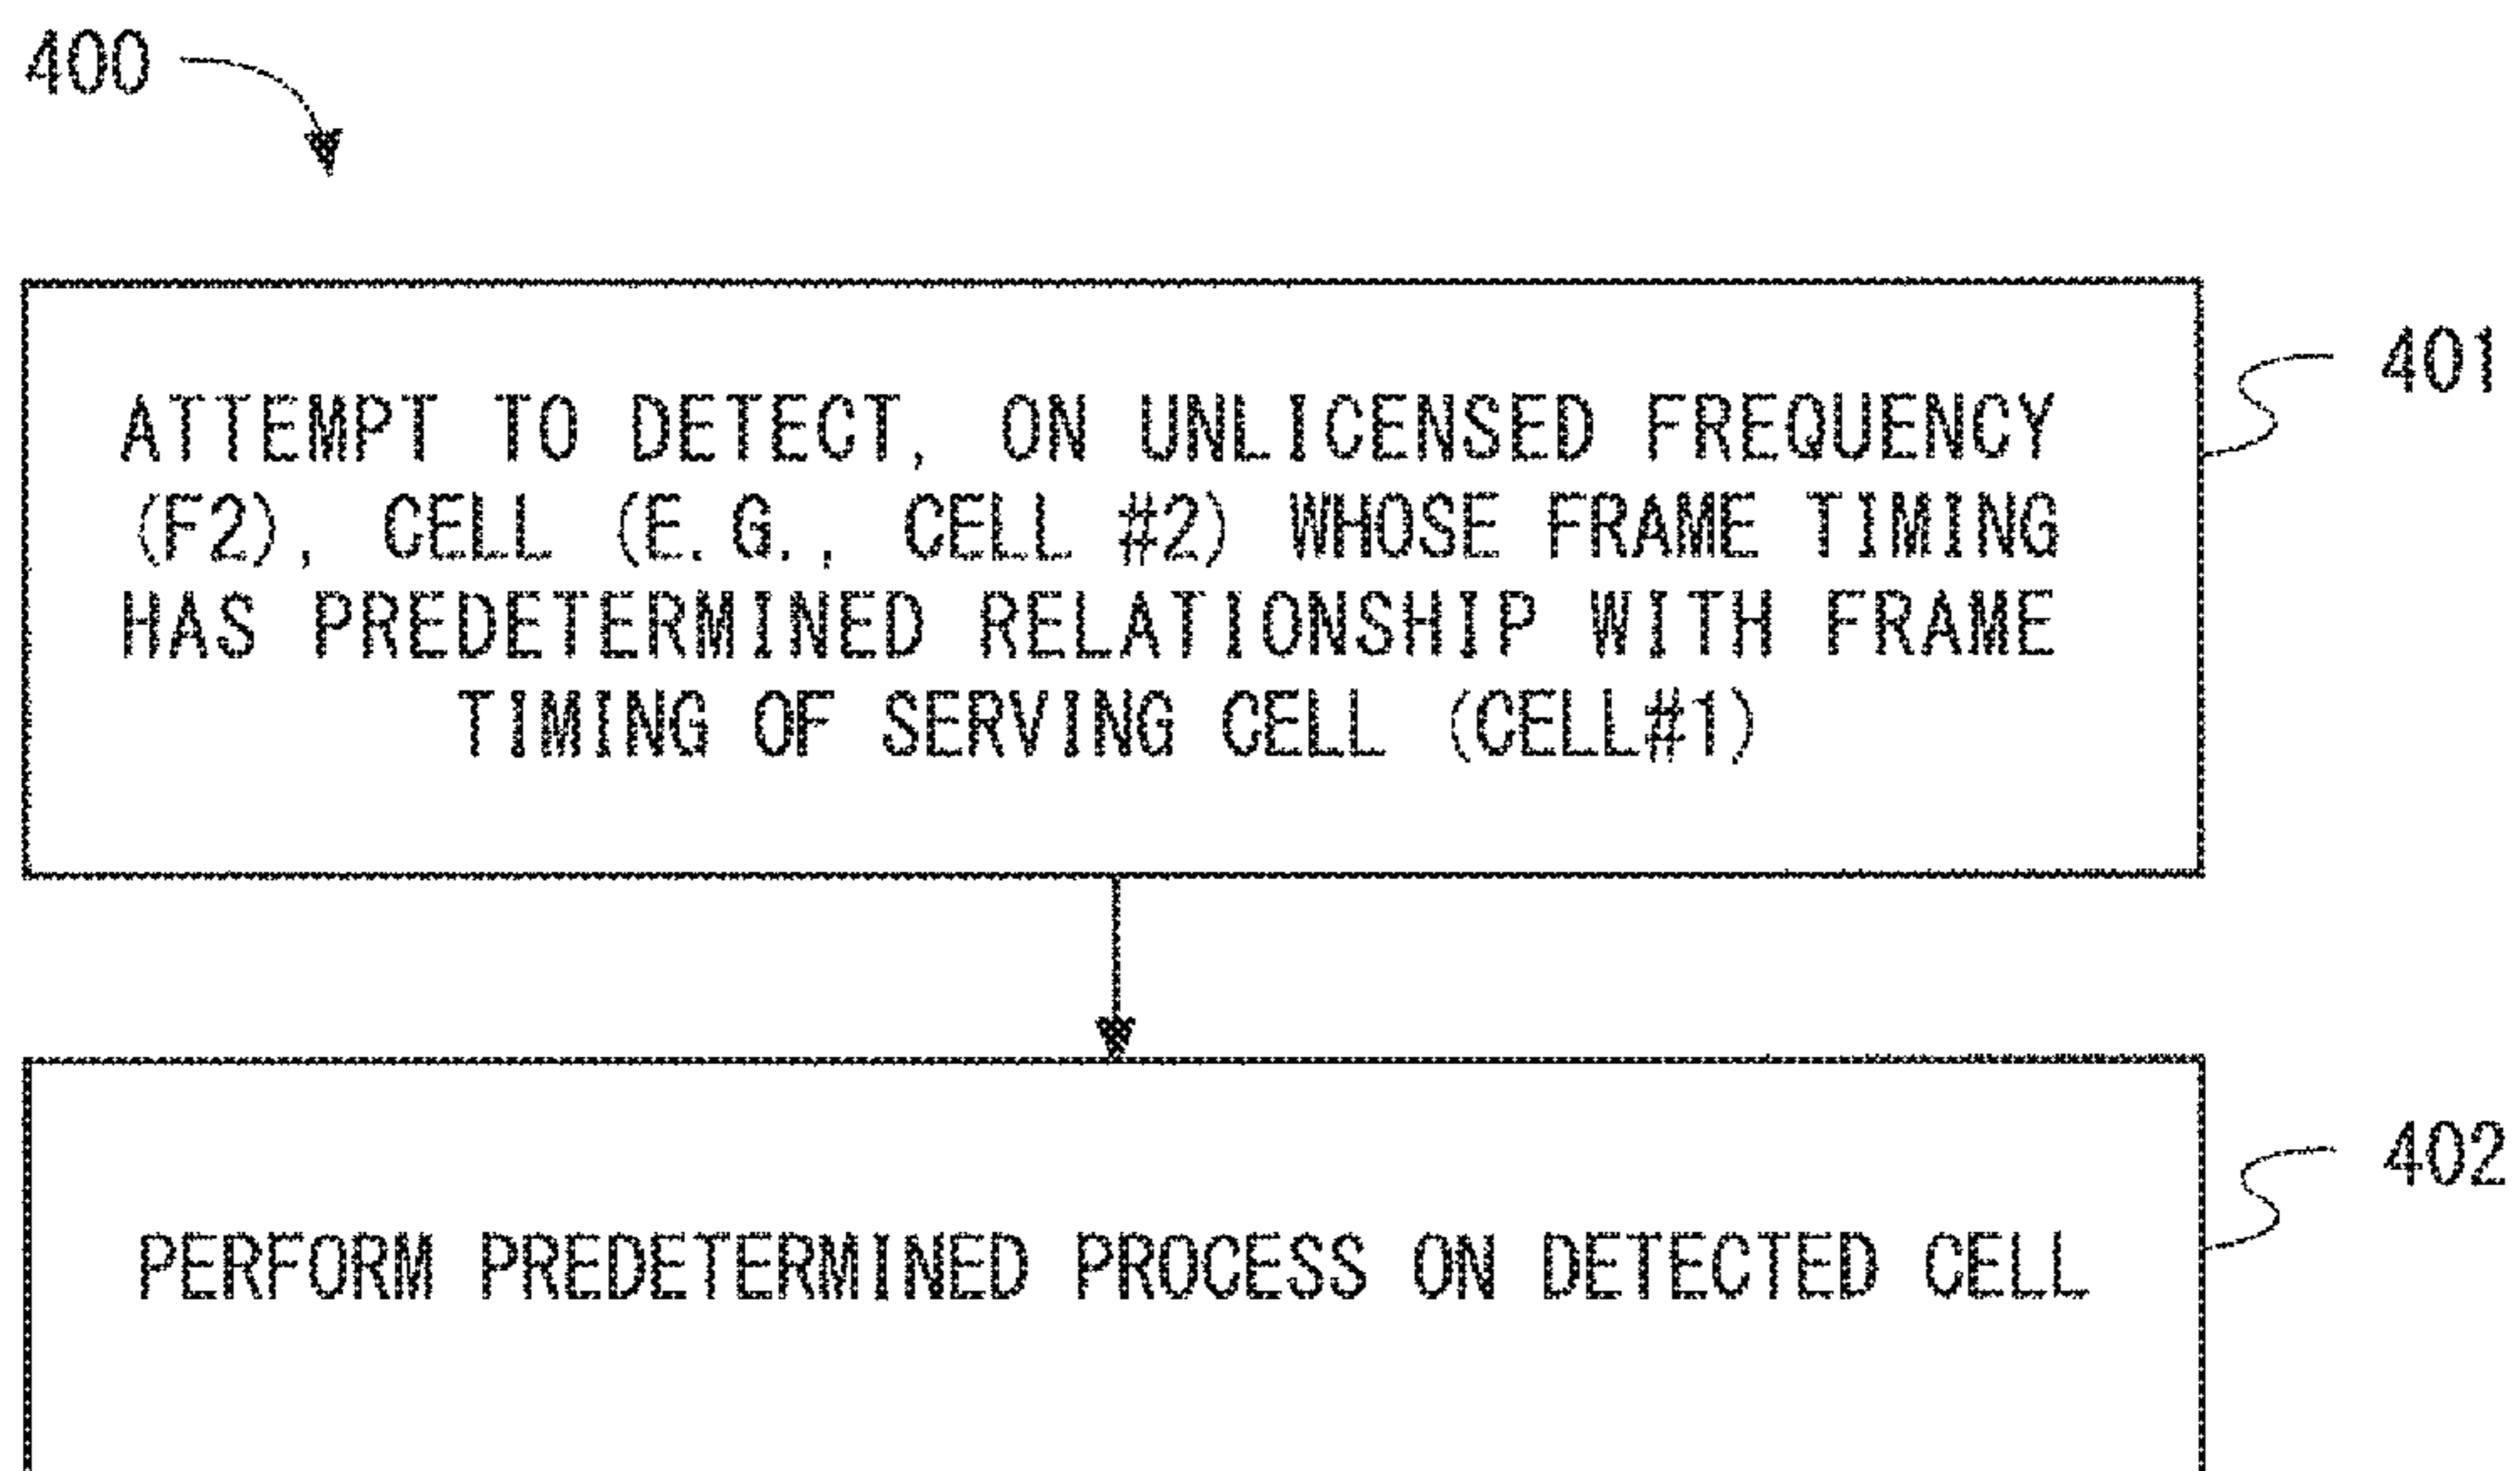 400
401
ATTEMPT TO DETECT, ON UNLICENSED FREQUENCY
(F2), CELL (E.G., CELL #2) WHOSE FRAME TIMING
HAS PREDETERMINED RELATIONSHIP WITH FRAME
TIMING OF SERVING CELL (CELL#1)
402
PERFORM PREDETERMINED PROCESS ON DETECTED CELL